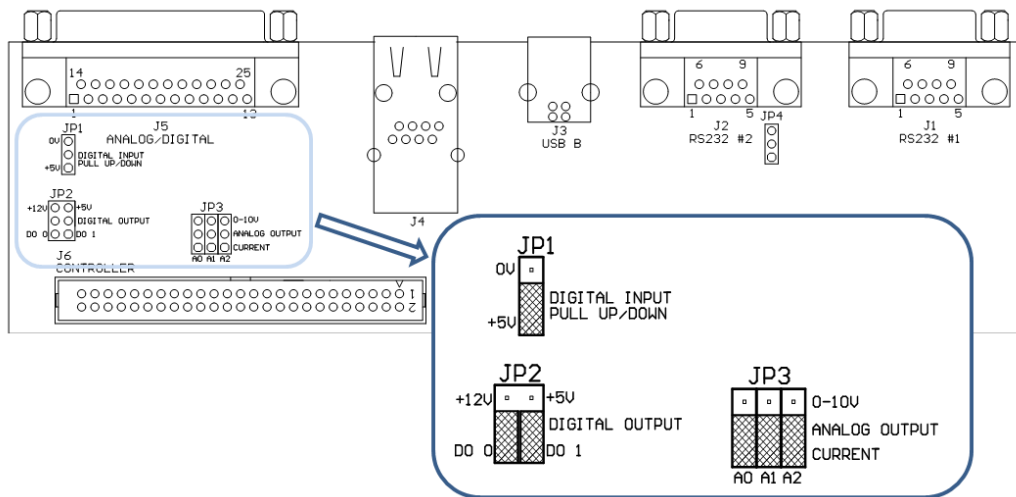 14 25
1 13
J5
ANALOG/DIGITAL
JP1
0V
DIGITAL INPUT
PULL UP/DOWN
+5V
JP2
+12V +5V
DIGITAL OUTPUT
DO 0 DO 1
JP3
0-10V
ANALOG OUTPUT
CURRENT
A0 A1 A2
J6
CONTROLLER
1
2
J4
J3
USB B
6 9
1 5
J2
RS232 #2
JP4
6 9
1 5
J1
RS232 #1
JP1
0V
DIGITAL INPUT
PULL UP/DOWN
+5V
JP2
+12V +5V
DIGITAL OUTPUT
DO 0 DO 1
JP3
0-10V
ANALOG OUTPUT
CURRENT
A0 A1 A2